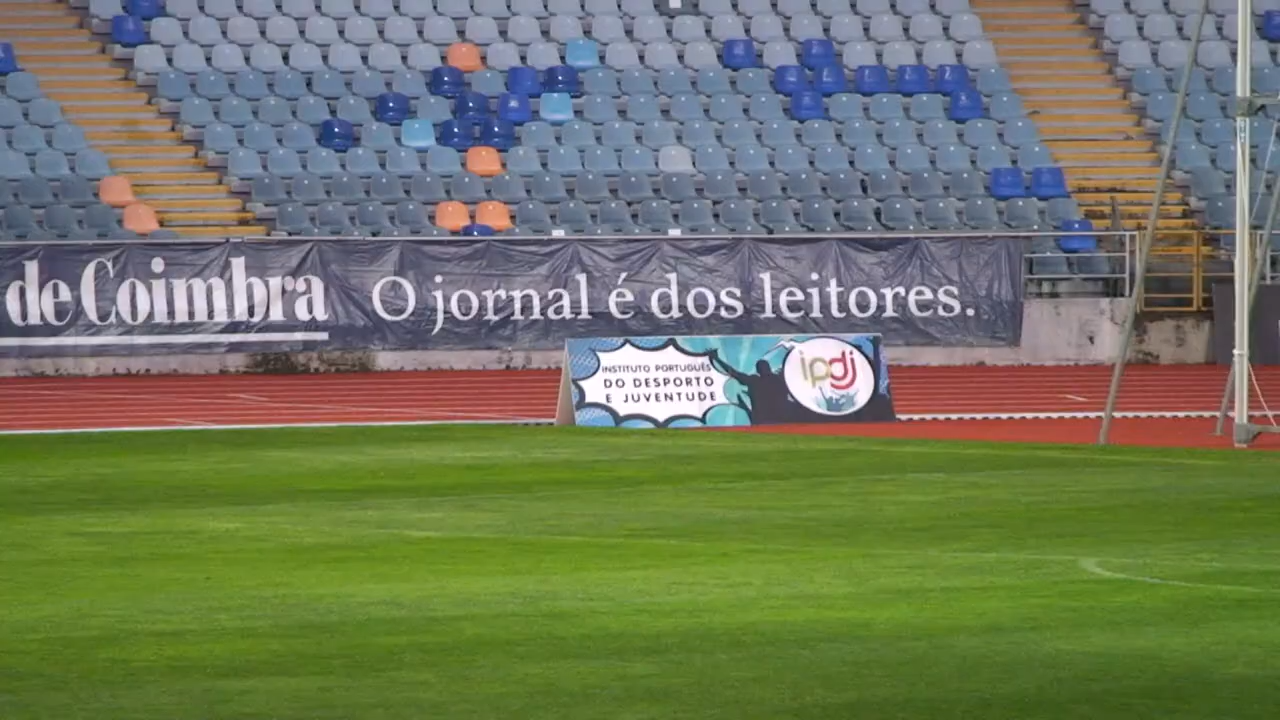 de Coimbra O jornal é dos leitores.
INSTITUTO PORTUGUÊS
DO DESPORTO
E JUVENTUDE
ipdj